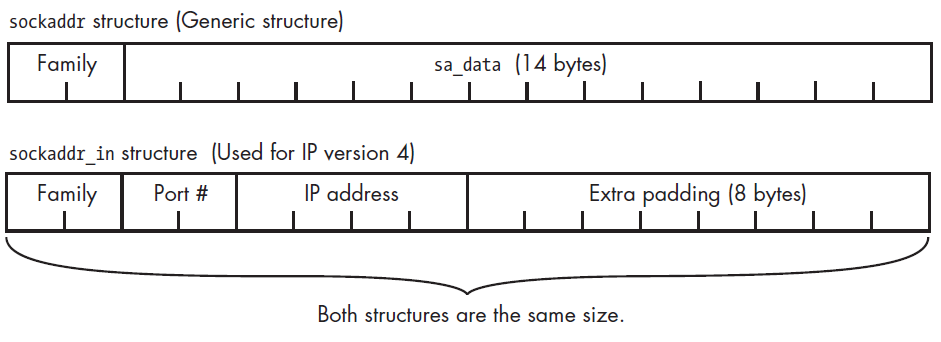 sockaddr structure (Generic structure)
Family sa_data (14 bytes)
sockaddr_in structure (Used for IP version 4)
Family Port # IP address Extra padding (8 bytes)
Both structures are the same size.